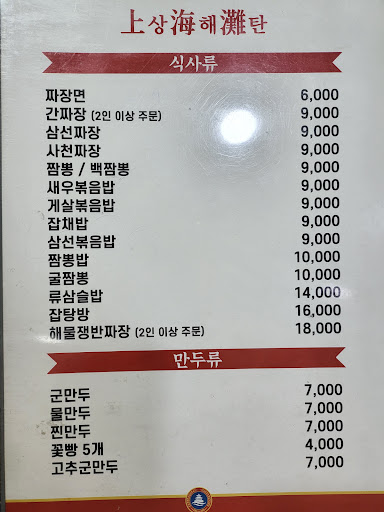 上상海해灘탄
식사류
짜장면 6,000
간짜장 (2인 이상 주문) 9,000
삼선짜장 9,000
사천짜장 9,000
짬뽕 / 백짬뽕 9,000
새우볶음밥 9,000
게살볶음밥 9,000
잡채밥 9,000
삼선볶음밥 9,000
짬뽕밥 10,000
굴짬뽕 10,000
류삼슬밥 14,000
잡탕방 16,000
해물쟁반짜장 (2인 이상 주문) 18,000
만두류
군만두 7,000
물만두 7,000
찐만두 7,000
꽃빵 5개 4,000
고추군만두 7,000